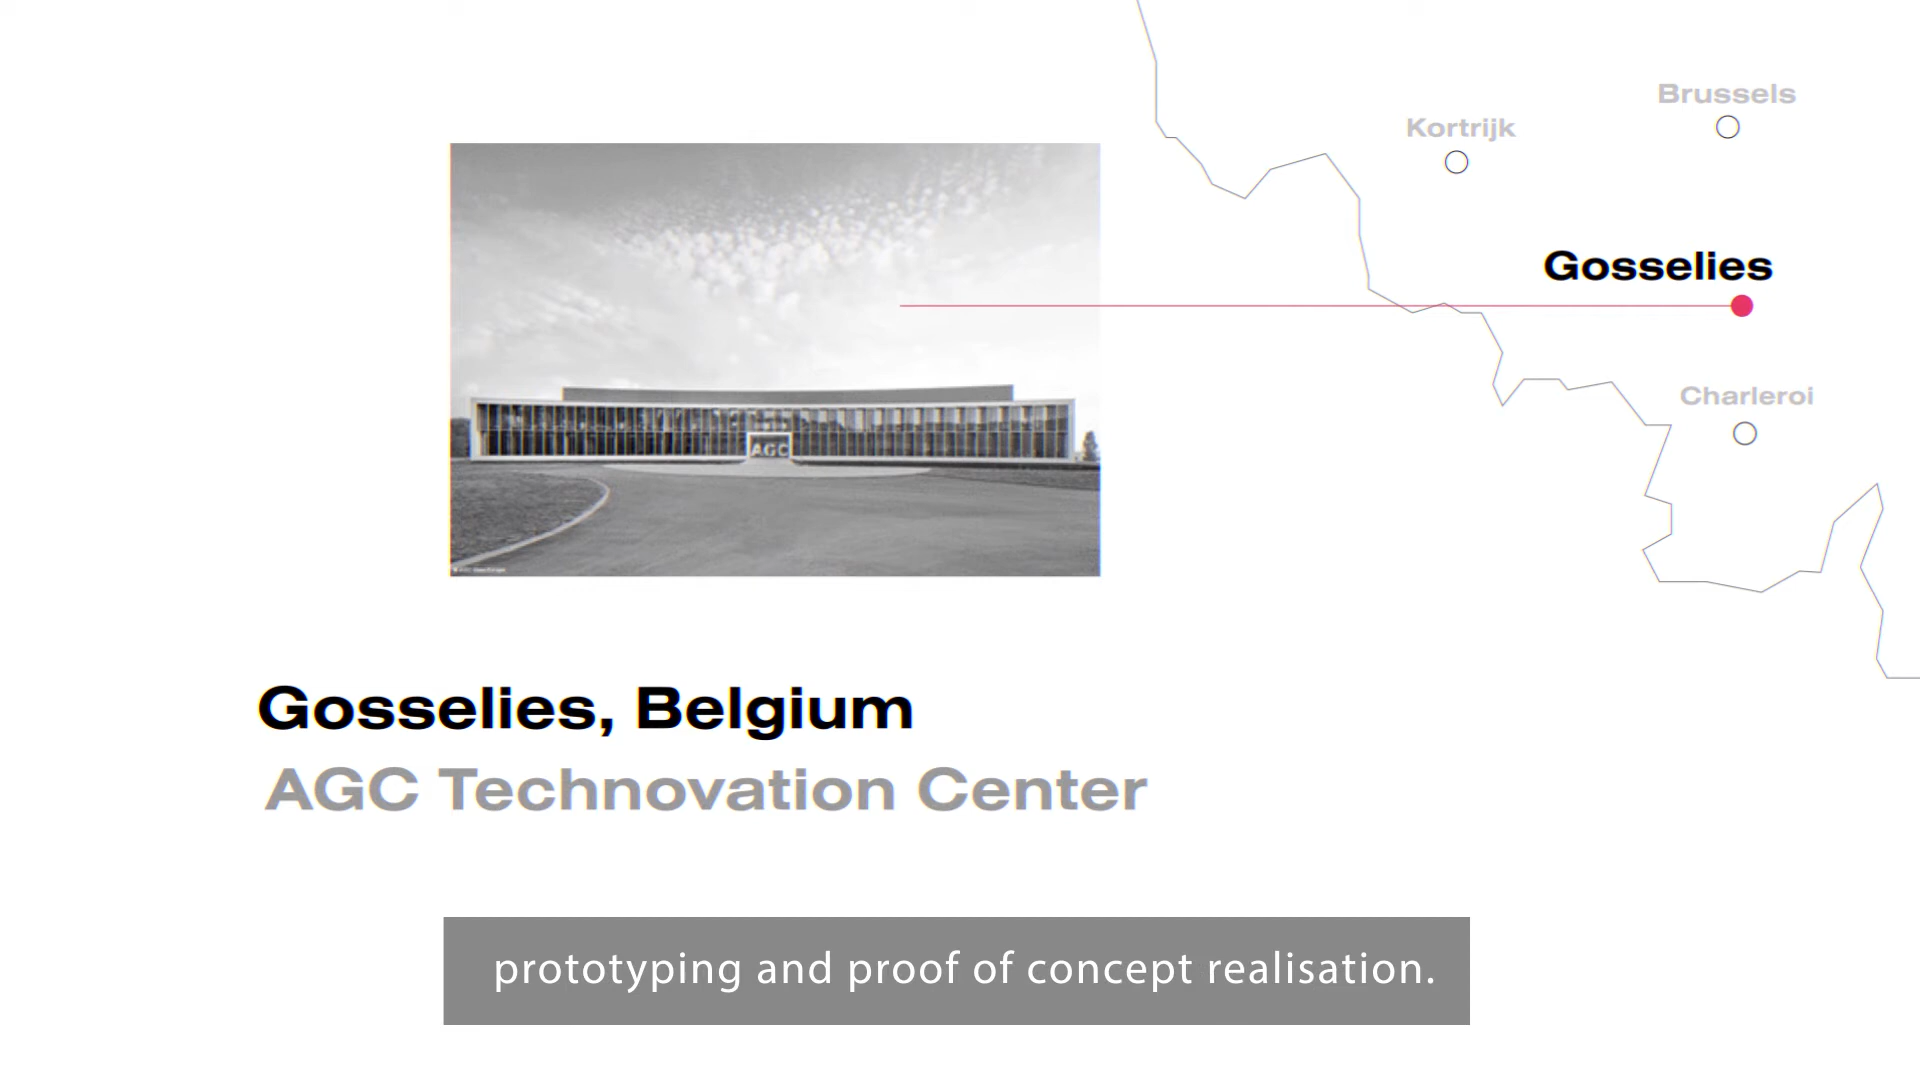 Brussels
Kortrijk
Gosselies
Charleroi
AGC
Gosselies, Belgium
AGC Technovation Center
prototyping and proof of concept realisation.